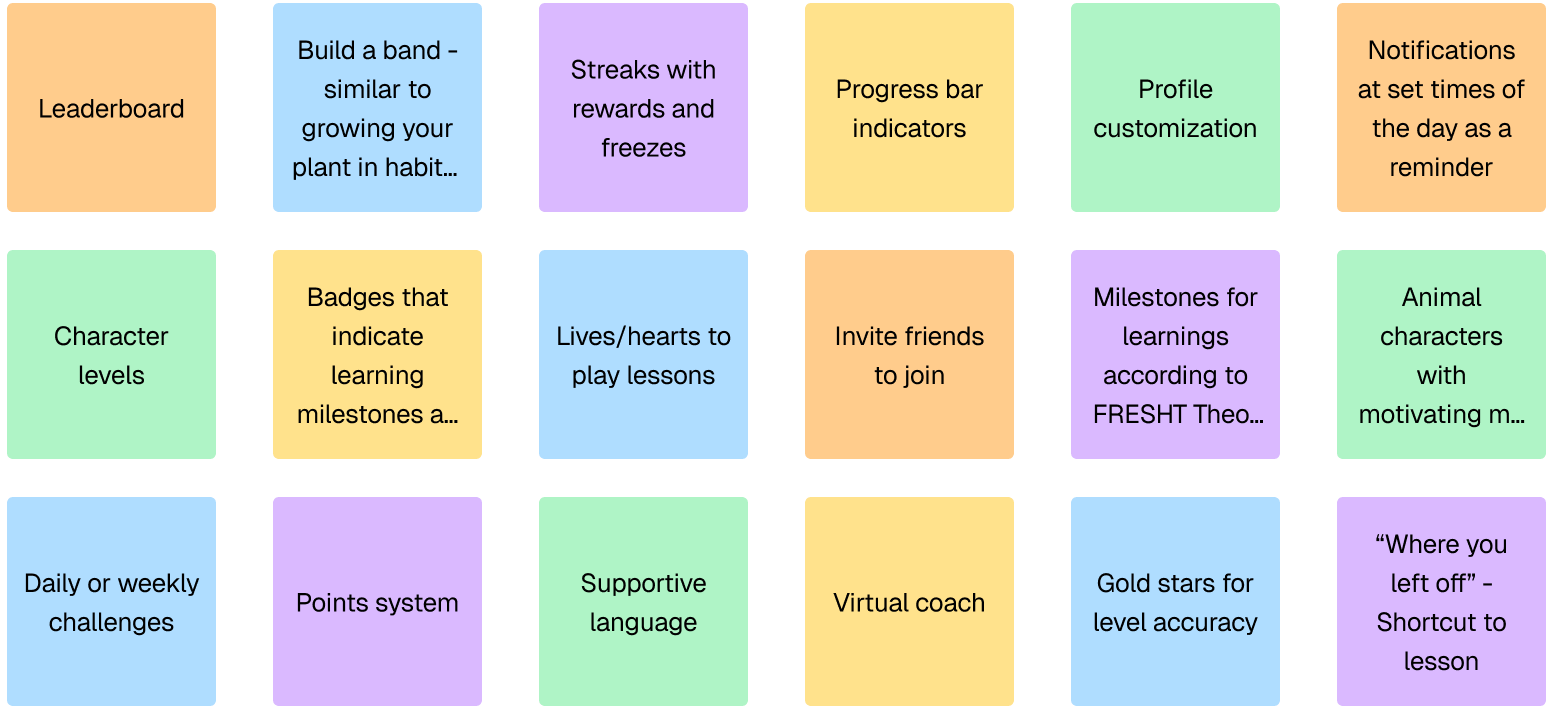 Leaderboard
Build a band -
similar to
growing your
plant in habit...
Streaks with
rewards and
freezes
Progress bar
indicators
Profile
customization
Notifications
at set times of
the day as a
reminder
Character
levels
Badges that
indicate
learning
milestones a...
Lives/hearts to
play lessons
Invite friends
to join
Milestones for
learnings
according to
FRESHT Theo...
Animal
characters
with
motivating m...
Daily or weekly
challenges
Points system
Supportive
language
Virtual coach
Gold stars for
level accuracy
“Where you
left off” -
Shortcut to
lesson